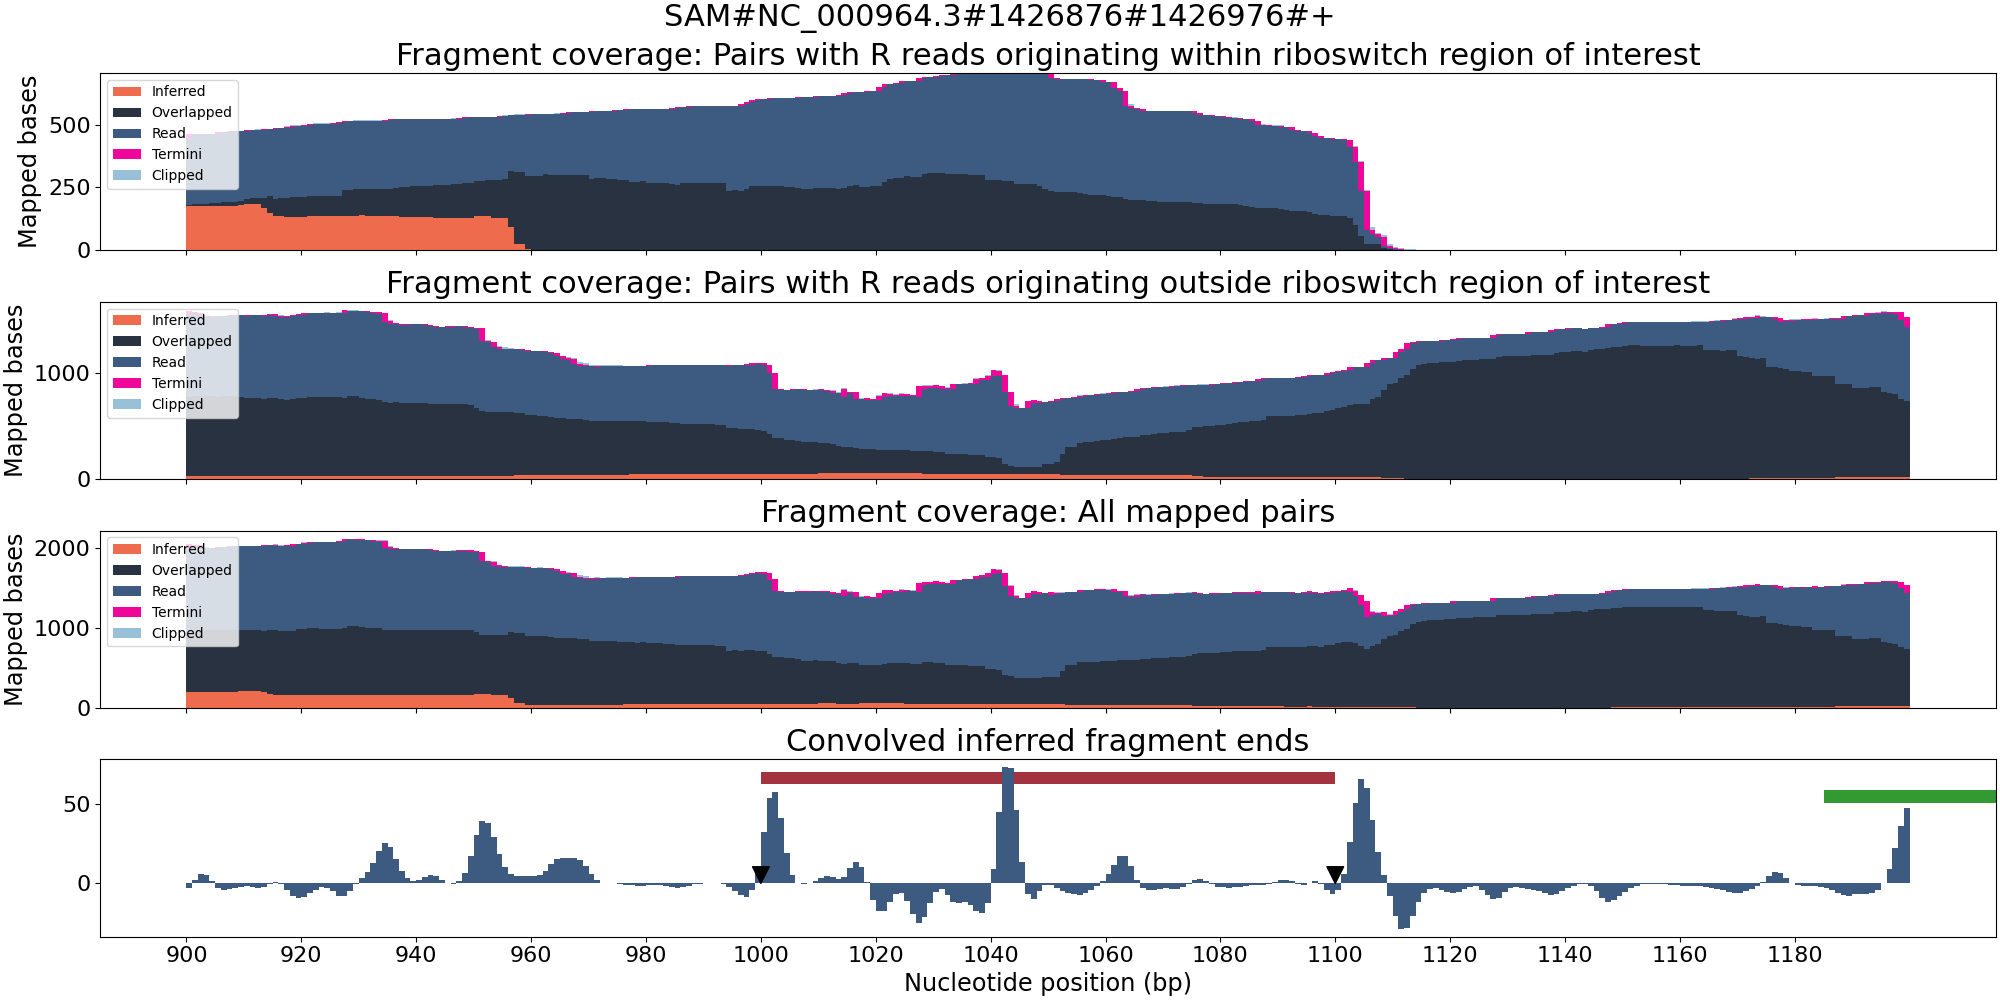 SAM#NC_000964.3#1426876#1426976#+
Fragment coverage: Pairs with R reads originating within riboswitch region of interest
Mapped bases
500
250
0
Inferred
Overlapped
Read
Termini
Clipped
Fragment coverage: Pairs with R reads originating outside riboswitch region of interest
Mapped bases
1000
0
Inferred
Overlapped
Read
Termini
Clipped
Fragment coverage: All mapped pairs
Mapped bases
2000
1000
0
Inferred
Overlapped
Read
Termini
Clipped
Convolved inferred fragment ends
50
0
900 920 940 960 980 1000 1020 1040 1060 1080 1100 1120 1140 1160 1180
Nucleotide position (bp)